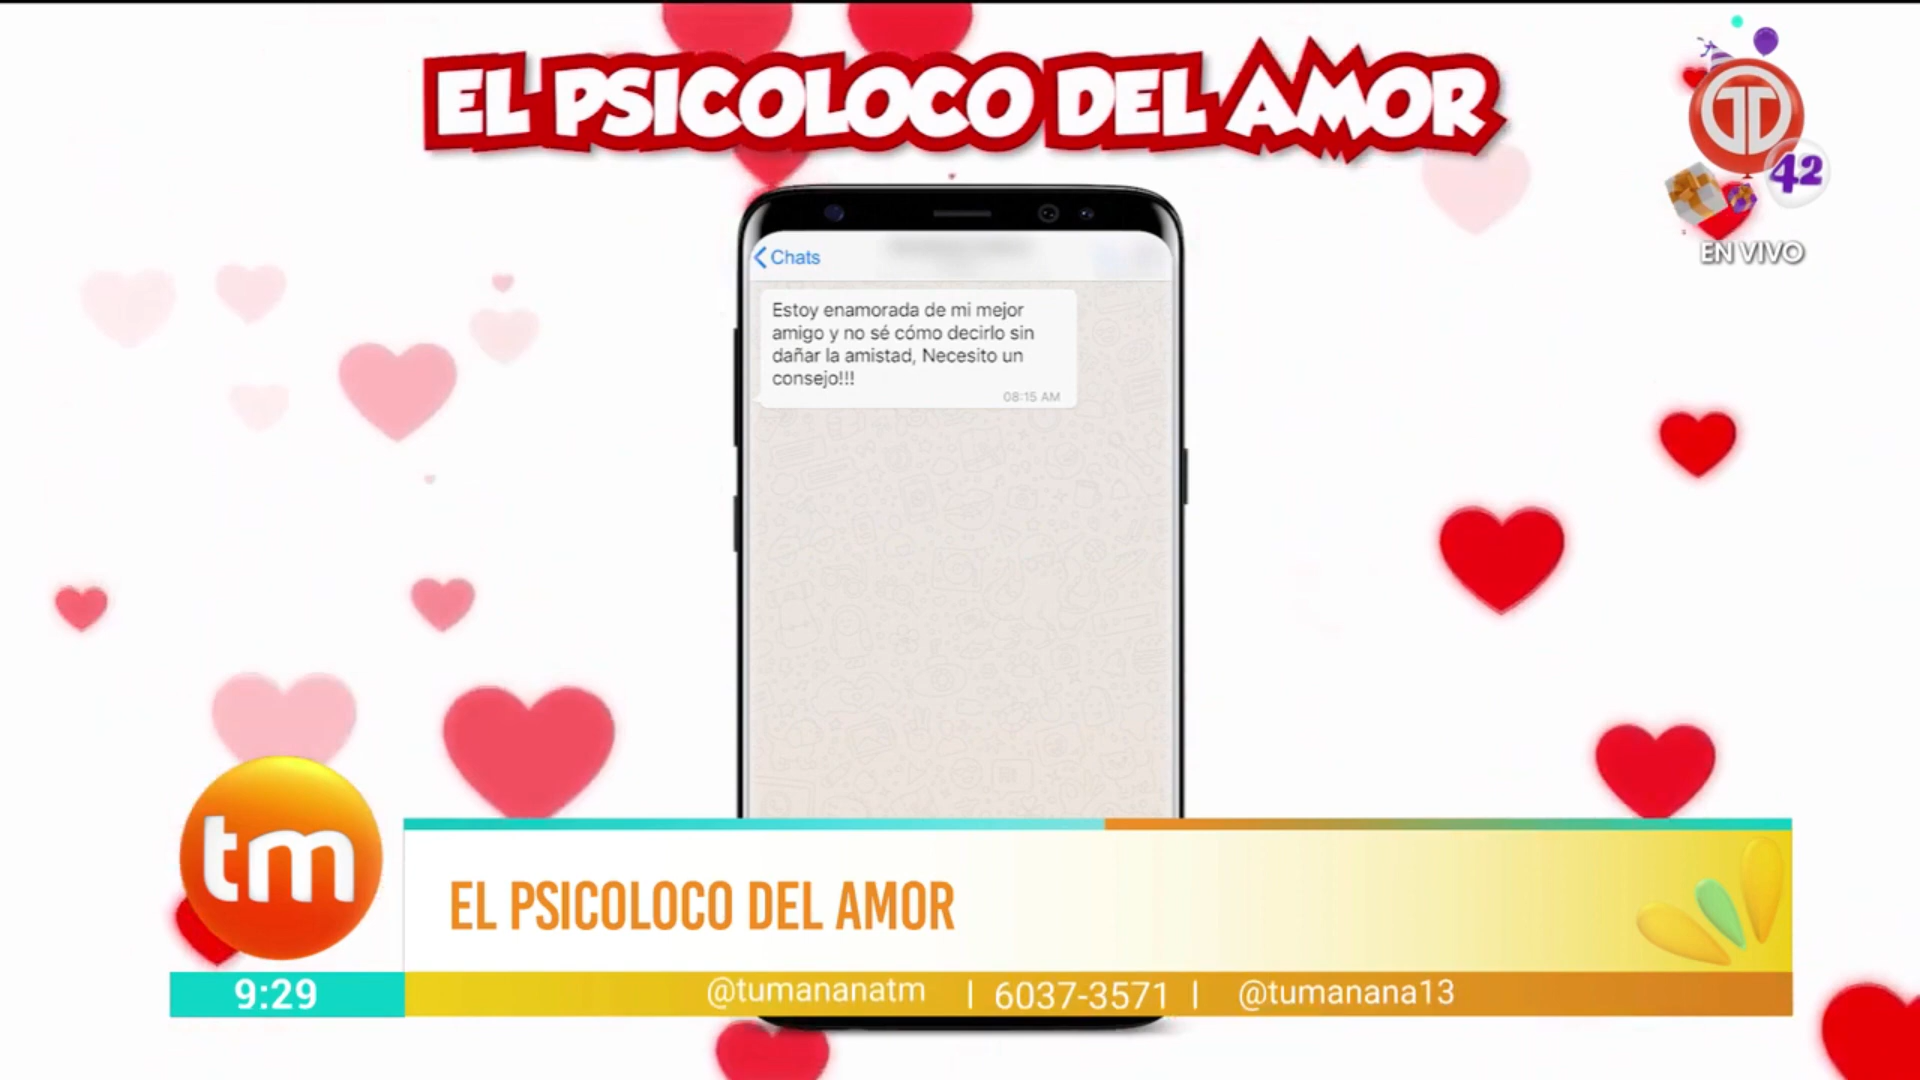 EL PSICOLOCO DEL AMOR
42
EN VIVO
Chats
Estoy enamorada de mi mejor
amigo y no sé cómo decirlo sin
dañar la amistad, Necesito un
consejo!!!
08:15 AM
tm
EL PSICOLOCO DEL AMOR
9:29
@tumananatm | 6037-3571 | @tumanana13